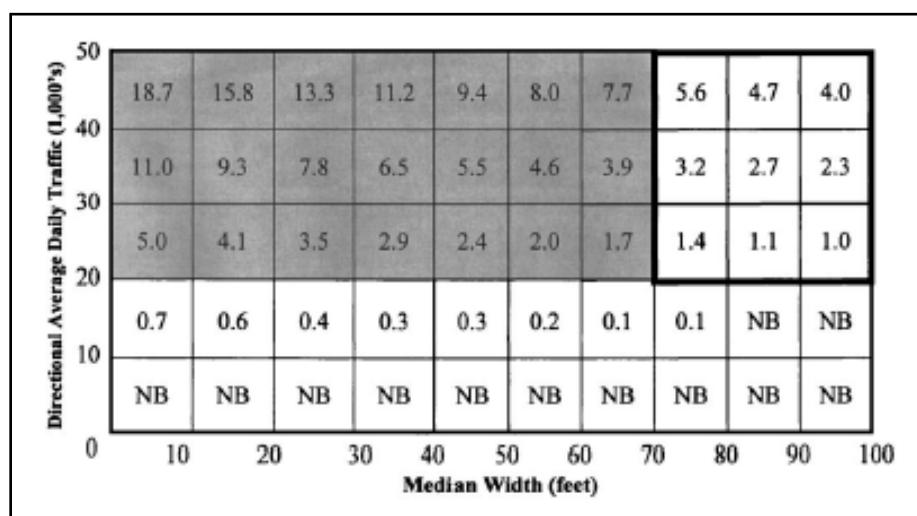 Directional Average Daily Traffic (1,000's)
50
18.7 15.8 13.3 11.2 9.4 8.0 7.7 5.6 4.7 4.0
40
11.0 9.3 7.8 6.5 5.5 4.6 3.9 3.2 2.7 2.3
30
5.0 4.1 3.5 2.9 2.4 2.0 1.7 1.4 1.1 1.0
20
0.7 0.6 0.4 0.3 0.3 0.2 0.1 0.1 NB NB
10
NB NB NB NB NB NB NB NB NB NB
0 10 20 30 40 50 60 70 80 90 100
Median Width (feet)